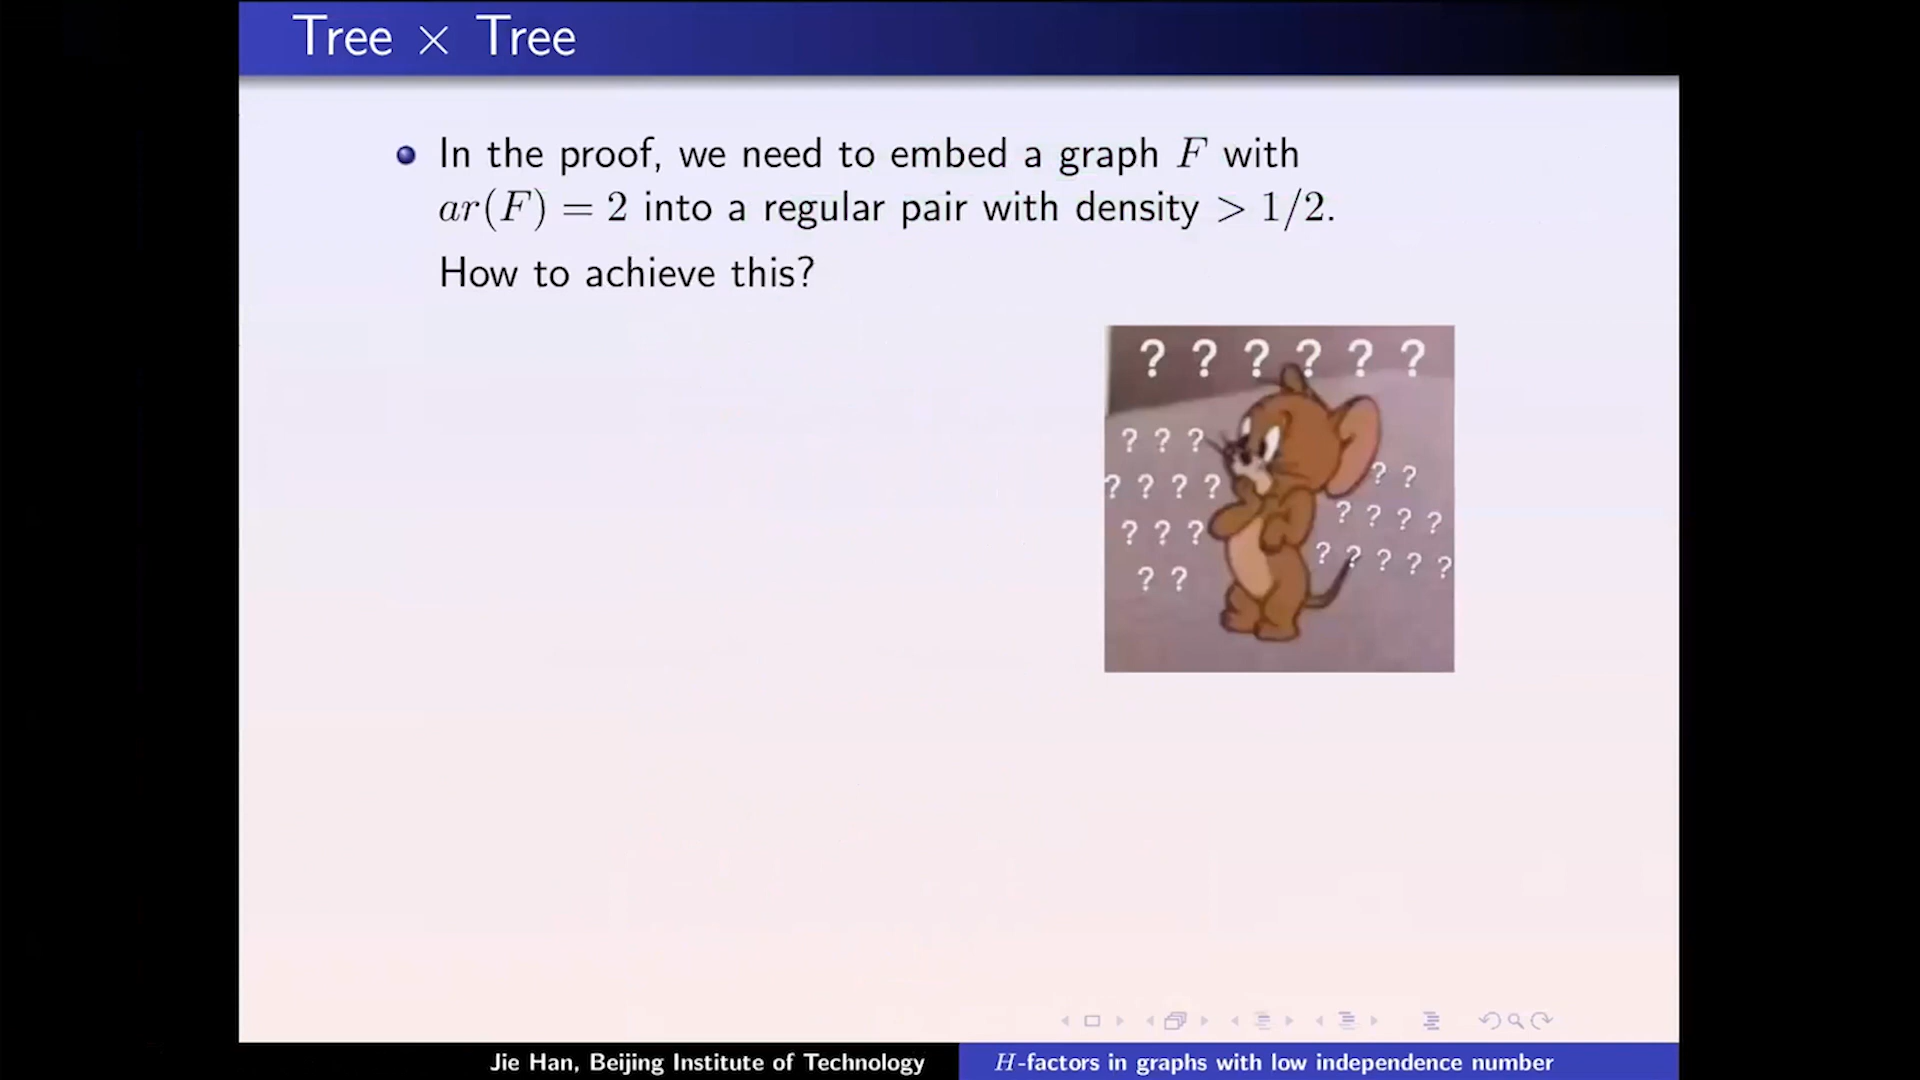 Tree × Tree
In the proof, we need to embed a graph F with
ar(F) = 2 into a regular pair with density > 1/2.
How to achieve this?
? ? ? ? ? ?
? ? ?
? ? ? ?
? ? ?
? ?
? ?
? ? ? ?
? ? ? ? ?
Jie Han, Beijing Institute of Technology
H-factors in graphs with low independence number